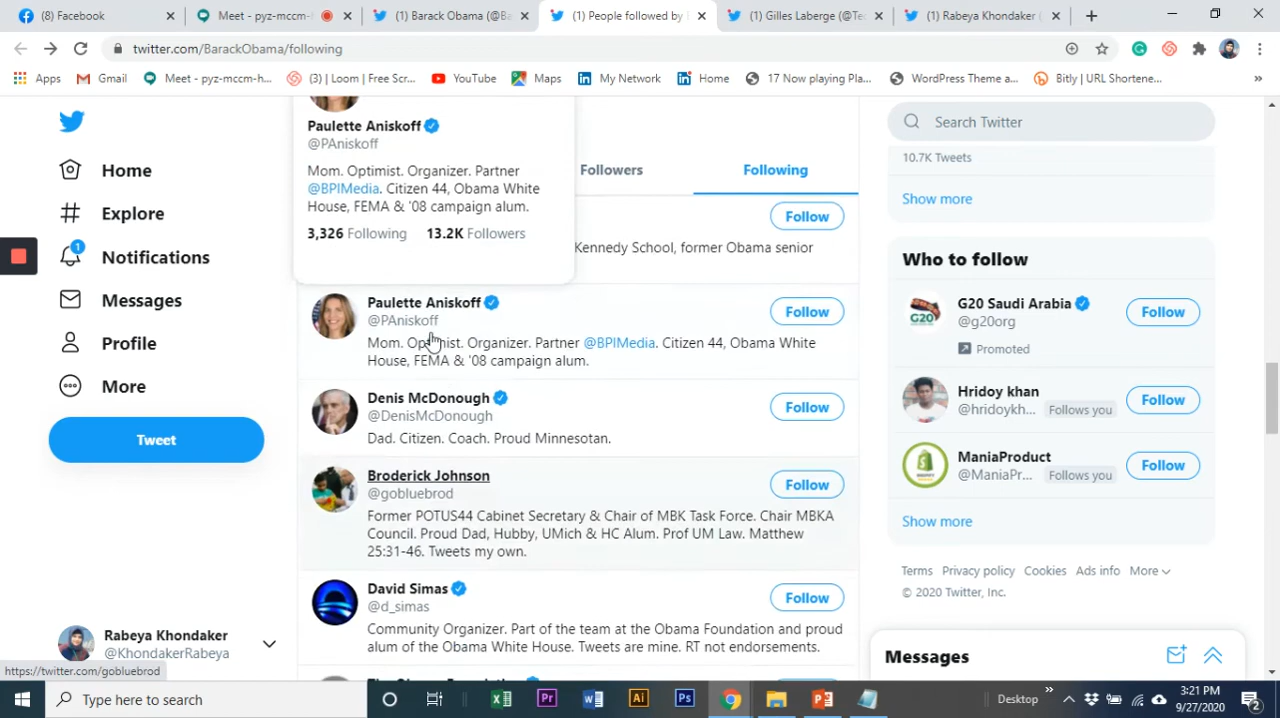 (8) Facebook
Meet - pyz-mccm-
(1) Barack Obama (@Ba
(1) People followed by
(1) Gilles Laberge (@Tec
(1) Rabeya Khondaker (
twitter.com/BarackObama/following
Apps
Gmail
Meet - pyz-mccm-h...
(3) | Loom | Free Scr...
YouTube
Maps
My Network
Home
17 Now playing Pla...
WordPress Theme a...
Bitly | URL Shortene...
»
Home
Explore
1
Notifications
Messages
Profile
More
Tweet
Rabeya Khondaker
@KhondakerRabeya
https://twitter.com/gobluebrod
Paulette Aniskoff
@PAniskoff
Mom. Optimist. Organizer. Partner
@BPIMedia. Citizen 44, Obama White
House, FEMA & '08 campaign alum.
3,326 Following 13.2K Followers
Followers
Following
Follow
Kennedy School, former Obama senior
Paulette Aniskoff
@PAniskoff
Follow
Mom. Optimist. Organizer. Partner @BPIMedia. Citizen 44, Obama White
House, FEMA & '08 campaign alum.
Denis McDonough
@DenisMcDonough
Follow
Dad. Citizen. Coach. Proud Minnesotan.
Broderick Johnson
@gobluebrod
Follow
Former POTUS44 Cabinet Secretary & Chair of MBK Task Force. Chair MBKA
Council. Proud Dad, Hubby, UMich & HC Alum. Prof UM Law. Matthew
25:31-46. Tweets my own.
David Simas
@d_simas
Follow
Community Organizer. Part of the team at the Obama Foundation and proud
alum of the Obama White House. Tweets are mine. RT not endorsements.
Search Twitter
10.7K Tweets
Show more
Who to follow
G20 Saudi Arabia
@g20org
Follow
Promoted
Hridoy khan
@hridoykh... Follows you
Follow
ManiaProduct
@ManiaPr... Follows you
Follow
Show more
Terms Privacy policy Cookies Ads info More
© 2020 Twitter, Inc.
Messages
Type here to search
Desktop
»
3:21 PM
9/27/2020
2